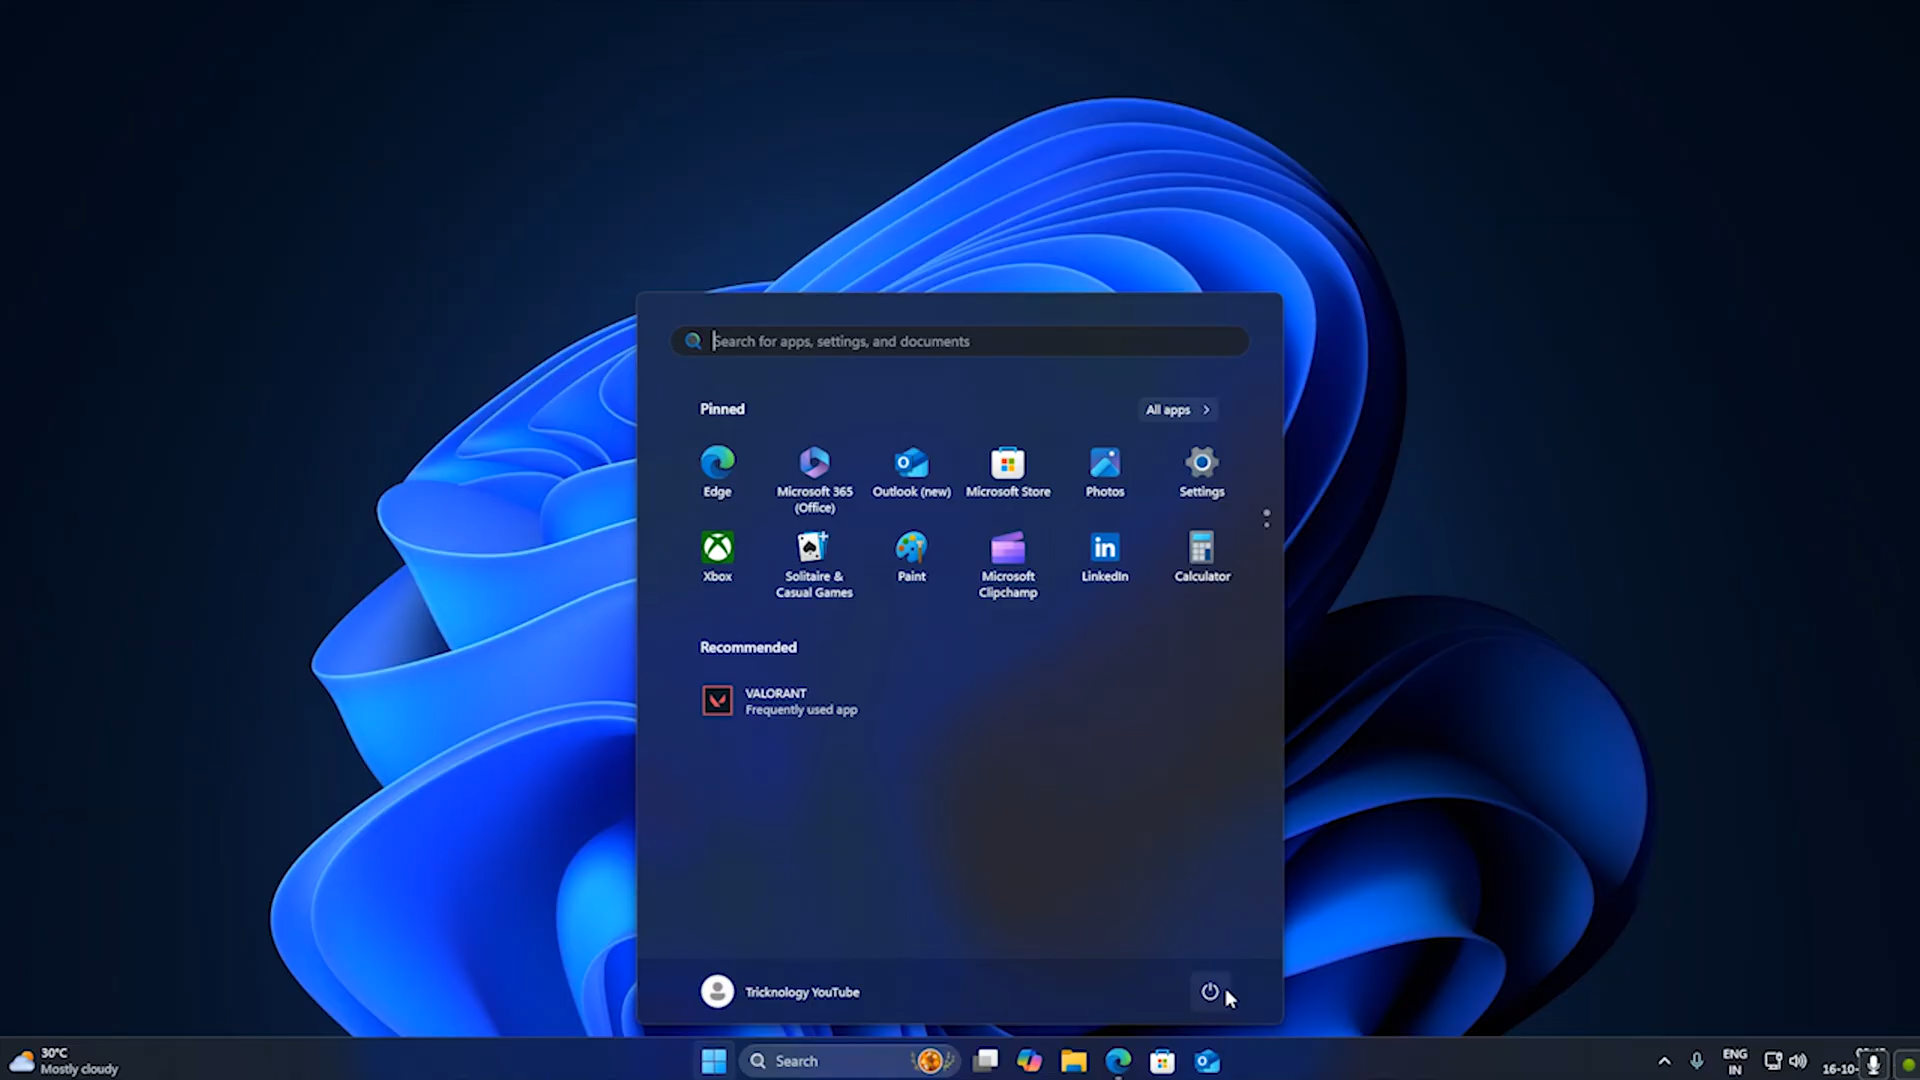 Search for apps, settings, and documents
Pinned
All apps
Edge
Microsoft 365
(Office)
Outlook (new)
Microsoft Store
Photos
Settings
Xbox
Solitaire &
Casual Games
Paint
Microsoft
Clipchamp
LinkedIn
Calculator
Recommended
VALORANT
Frequently used app
Tricknology YouTube
30°C
Mostly cloudy
Search
ENG
IN
16-10-